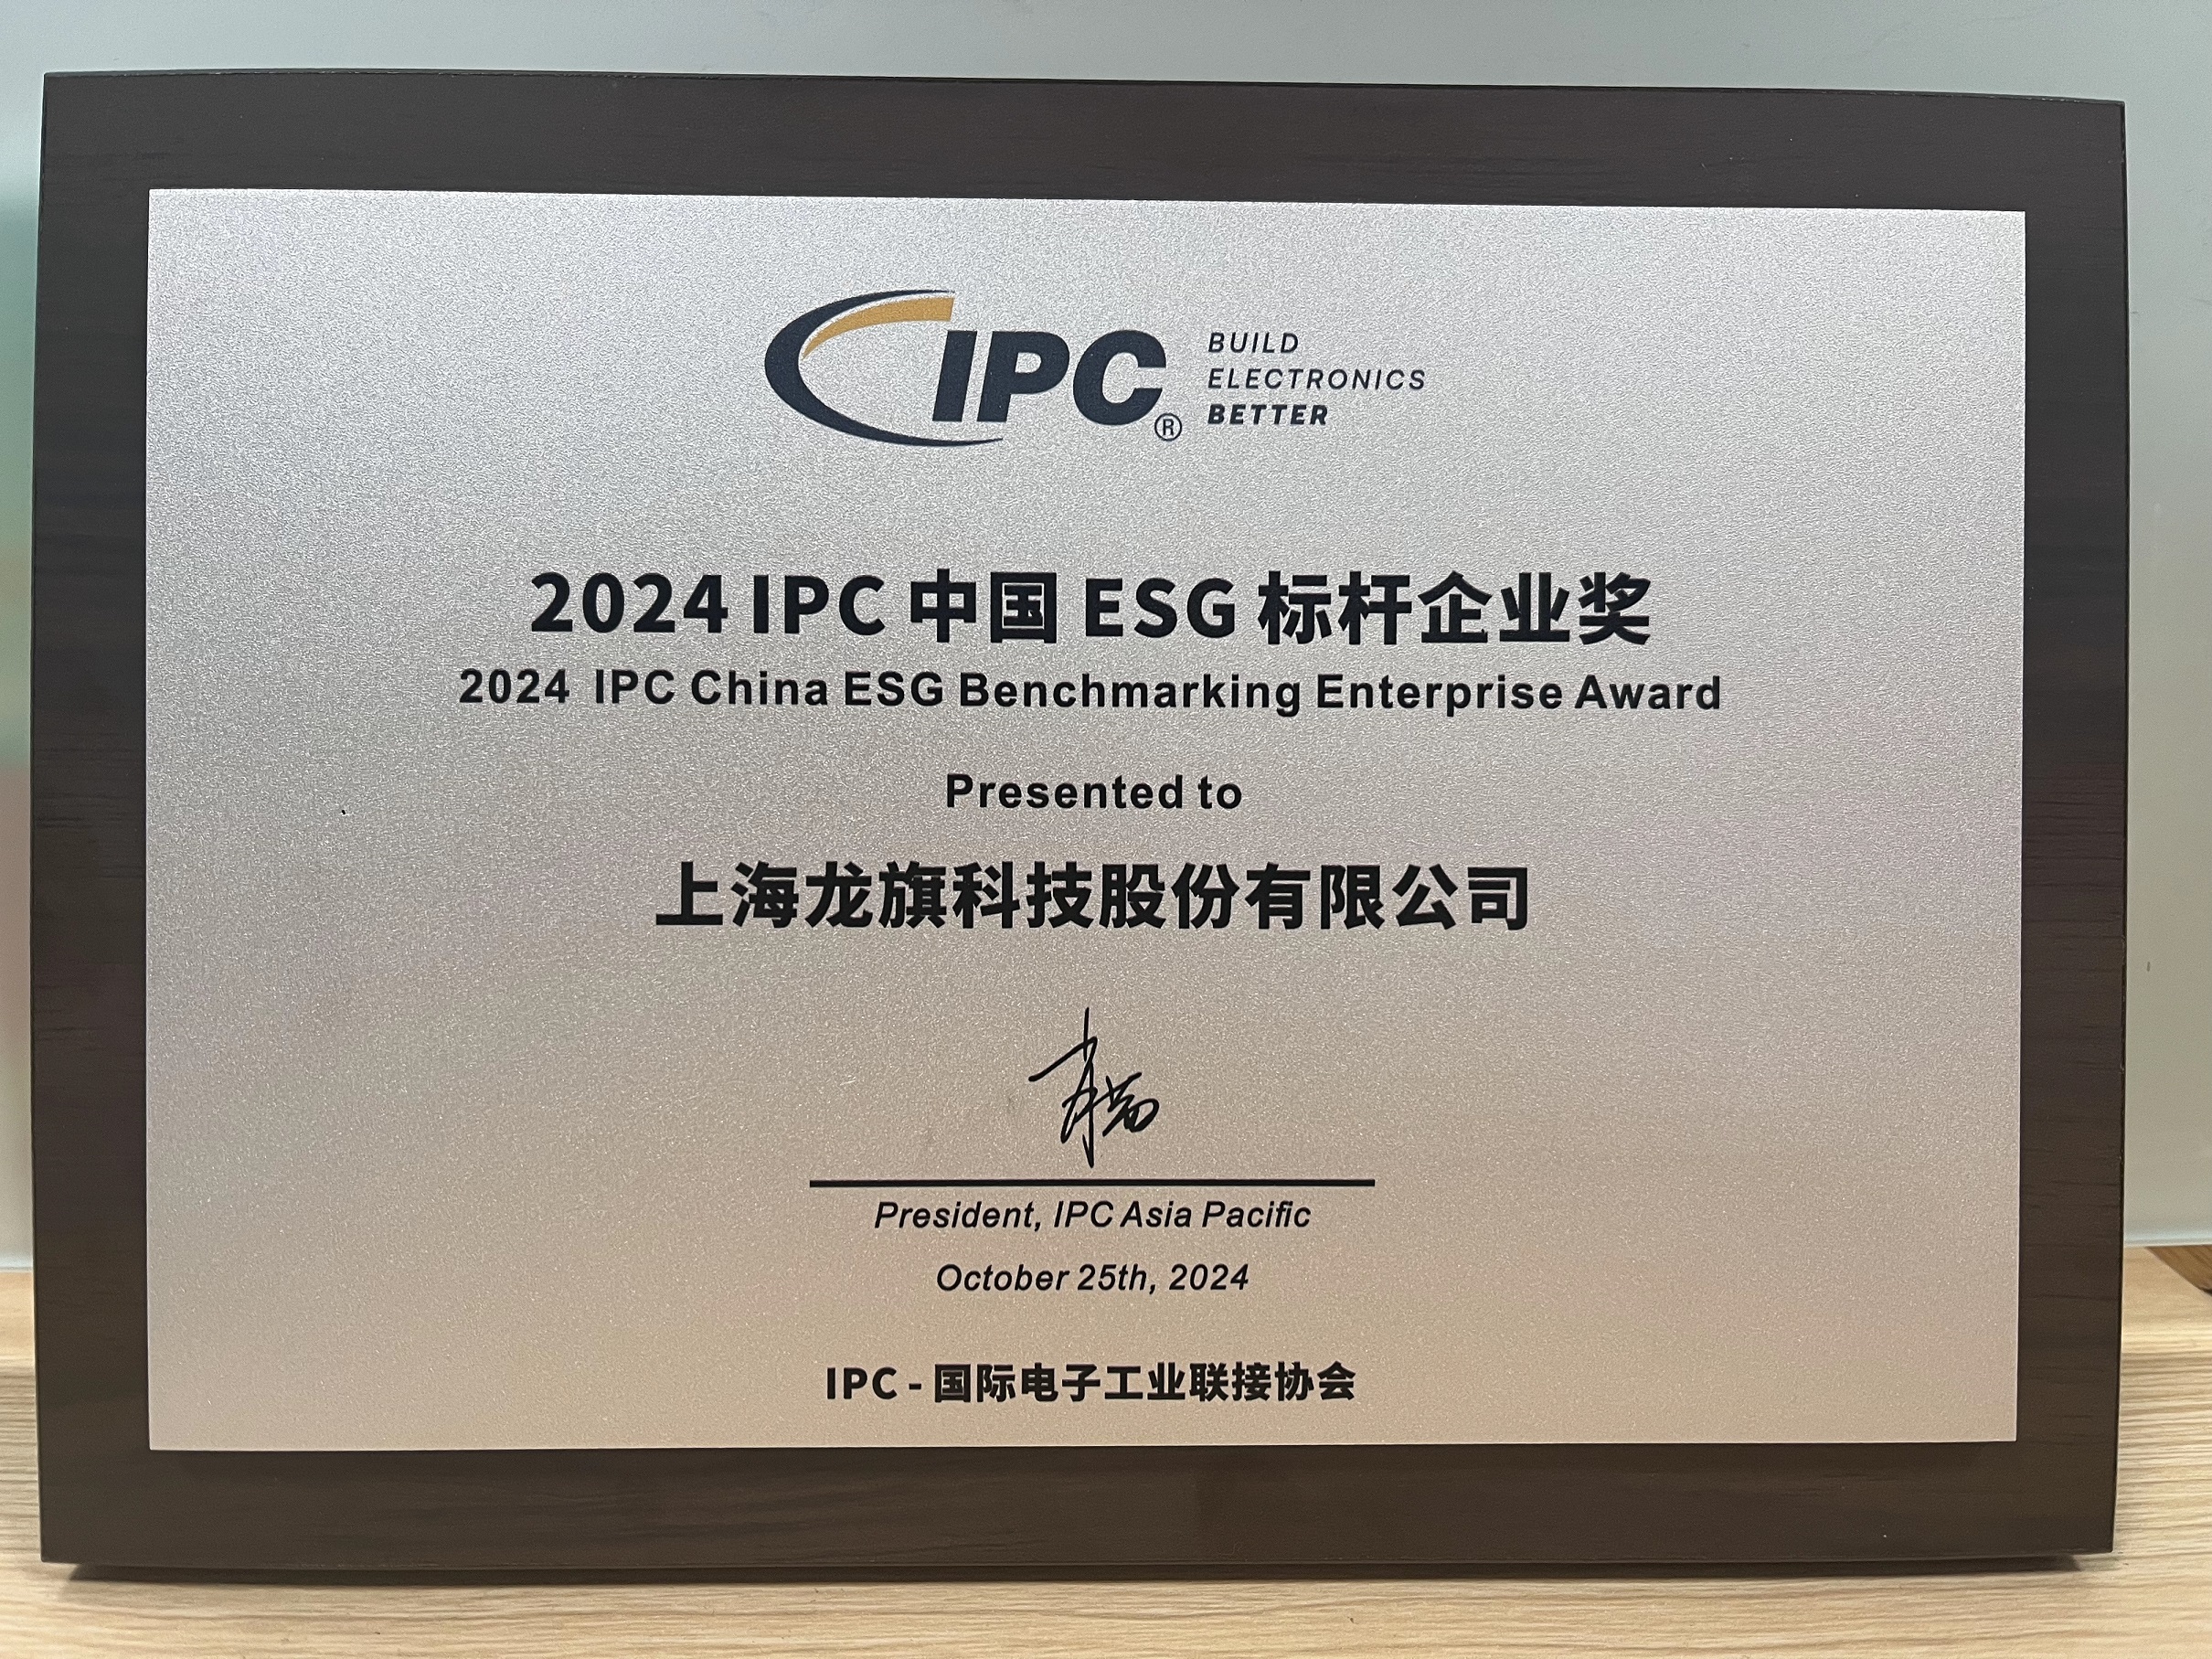 IPC®
BUILD
ELECTRONICS
BETTER
2024 IPC 中国 ESG 标杆企业奖
2024 IPC China ESG Benchmarking Enterprise Award
Presented to
上海龙旗科技股份有限公司
President, IPC Asia Pacific
October 25th, 2024
IPC - 国际电子工业联接协会